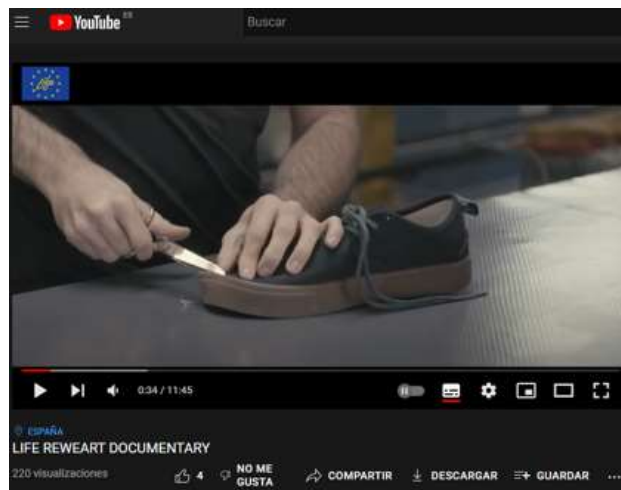 YouTube ES
Buscar
0:34 / 11:45
ESPAÑA
LIFE REWEART DOCUMENTARY
220 visualizaciones
4
NO ME
GUSTA
COMPARTIR
DESCARGAR
GUARDAR